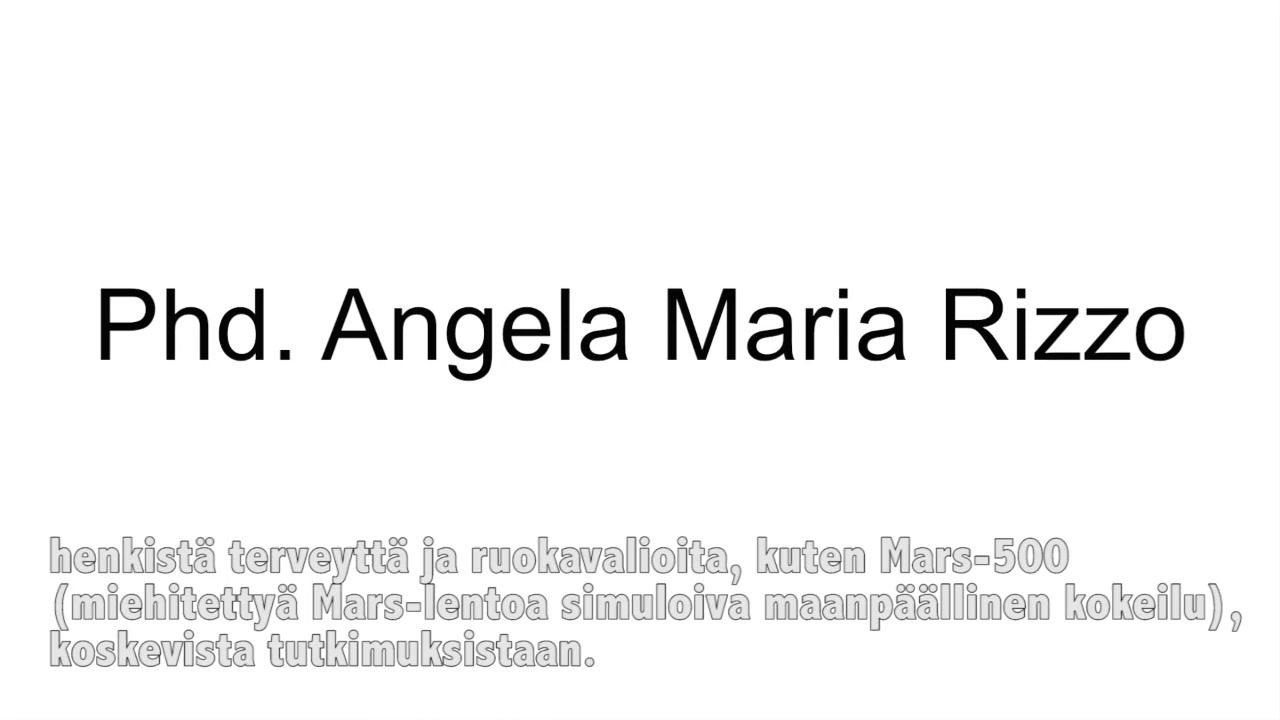 Phd. Angela Maria Rizzo
henkistä terveyttä ja ruokavalioita, kuten Mars-500
(miehitettyä Mars-lentoa simuloiva maanpäällinen kokeilu),
koskevista tutkimuksistaan.